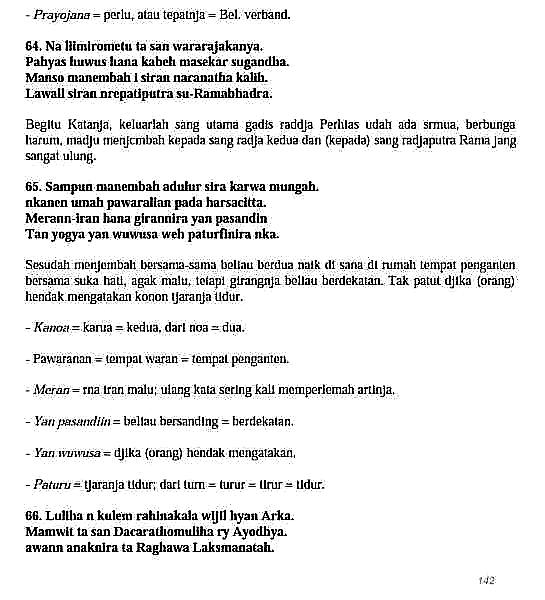 - Prayojana = perlu, atau tepatnja = Bel. verband.
64. Na liimirometu ta san wararajakanya.
Pahyas huwus hana kabeh masekar sugandha.
Manso manembah i siran naranatha kalih.
Lawall siran nrepatiputra su-Ramabhadra.
Begitu Katanja, keluarlah sang utama gadis raddja Perhias udah ada srmua, berbunga
harum, madju menjcmbah kepada sang radja kedua dan (kepada) sang radjaputra Rama jang
sangat ulung.
65. Sampun manembah adulur sira karwa mungah.
nkanen umah pawaralian pada harsacitta.
Merann-iran hana girannira yan pasandin
Tan yogya yan wuwusa weh paturfinira nka.
Sesudah menjembah bersama-sama beliau berdua naik di sana di rumah tempat penganten
bersama suka hati, agak malu, tetapi girangnja beliau berdekatan. Tak patut djika (orang)
hendak mengatakan konon tjaranja tidur.
- Kanoa = karua = kedua, dari noa = dua.
- Pawaranan = tempat waran = tempat penganten.
- Meran = rna iran malu; ulang kata sering kali memperlemah artinja.
- Yan pasandiin = beliau bersanding = berdekatan.
- Yan wuwusa = djika (orang) hendak mengatakan,
- Paturu = tjaranja tidur; dari turn = turur = tirur = tidur.
66. Luliha n kulem rahinakala wijil hyan Arka.
Mamwit ta san Dacarathomuliha ry Ayodhya.
awann anaknira ta Raghawa Laksmanatah.
142